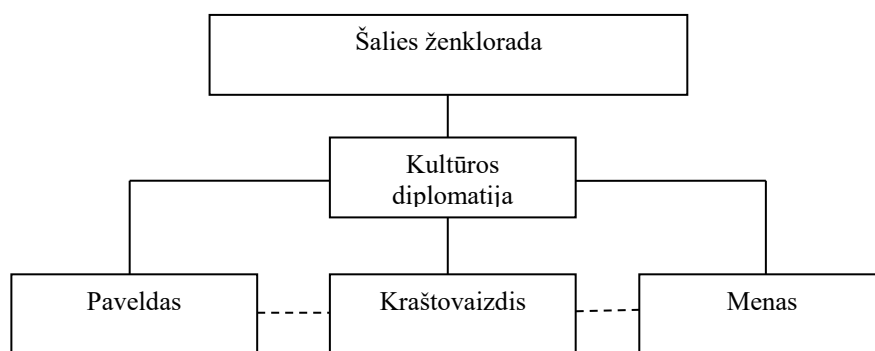 Šalies ženklorada
Kultūros
diplomatija
Paveldas
Kraštovaizdis
Menas